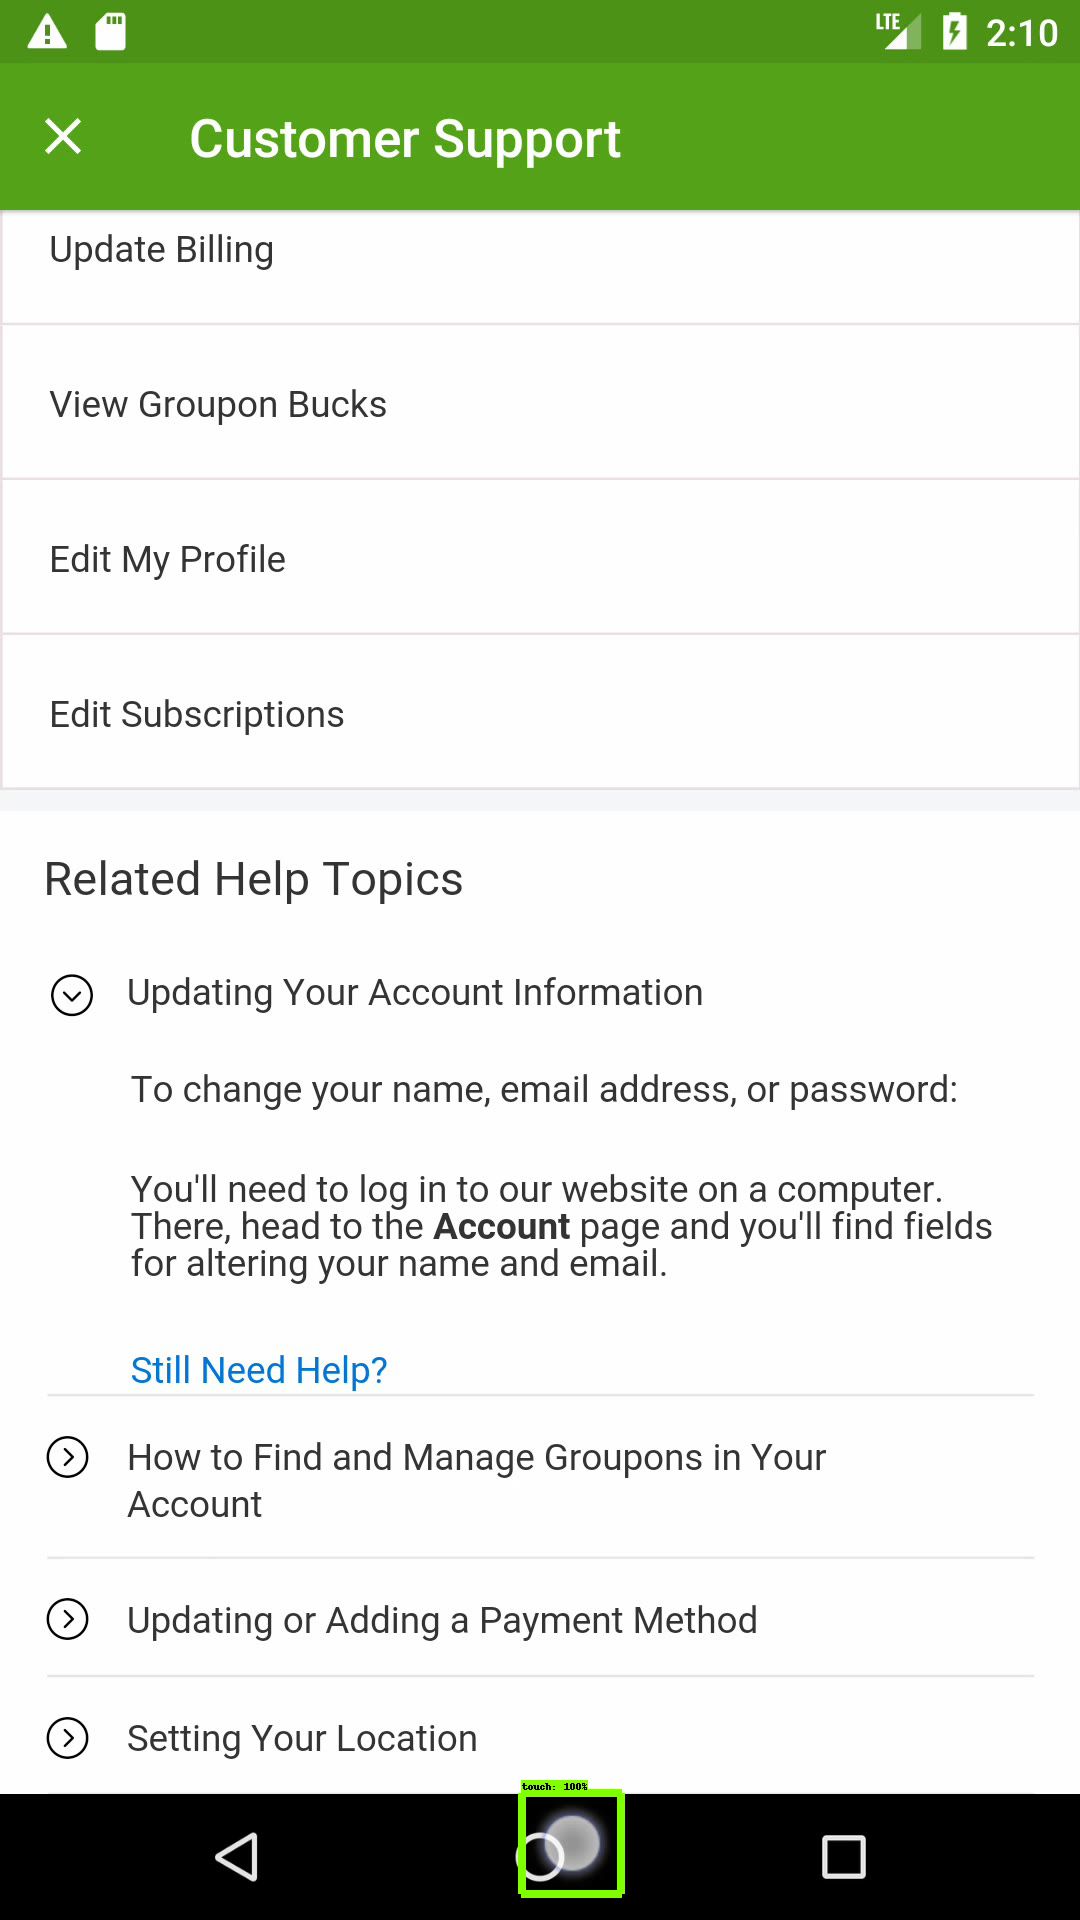 LTE 2:10
Customer Support
Update Billing
View Groupon Bucks
Edit My Profile
Edit Subscriptions
Related Help Topics
Updating Your Account Information
To change your name, email address, or password:
You'll need to log in to our website on a computer.
There, head to the Account page and you'll find fields
for altering your name and email.
Still Need Help?
How to Find and Manage Groupons in Your
Account
Updating or Adding a Payment Method
Setting Your Location
touch: 100%